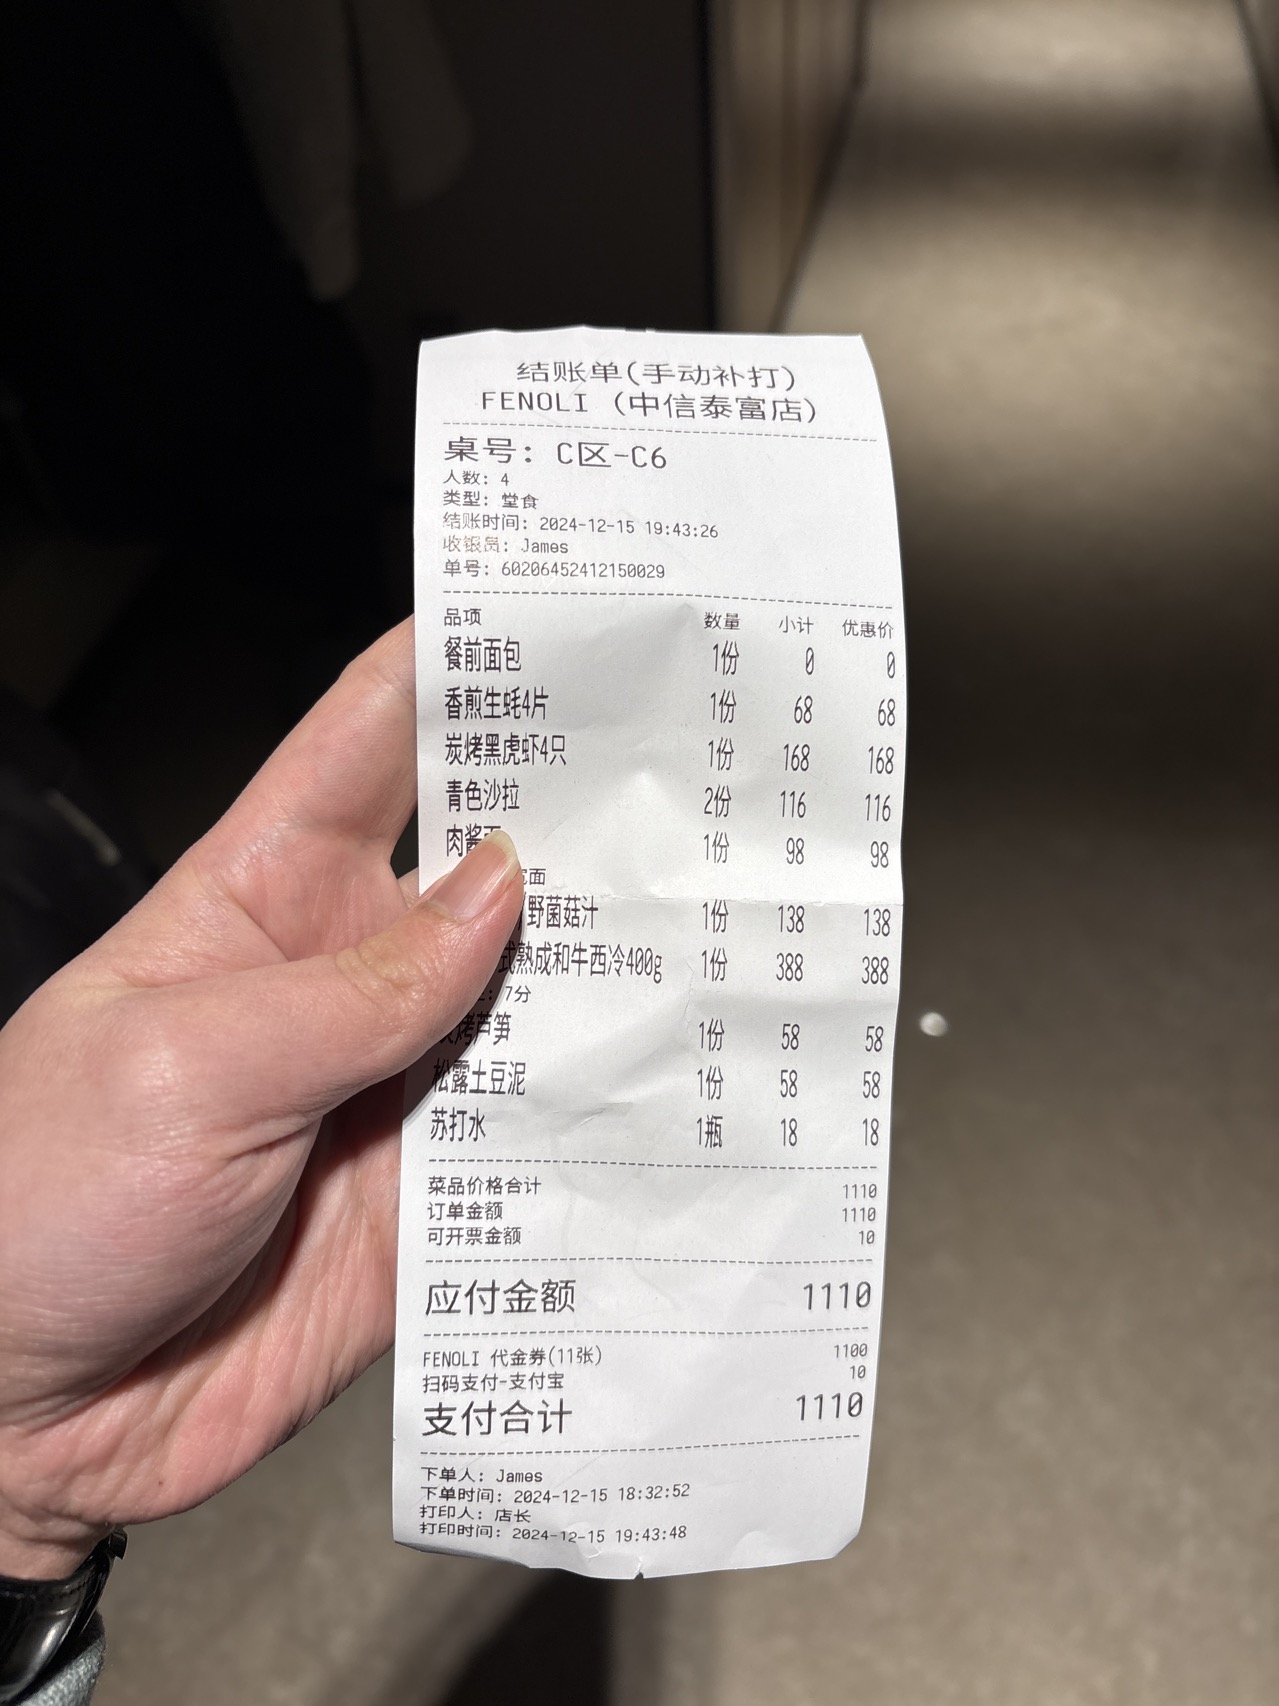 结账单(手动补打)
FENOLI (中信泰富店)
桌号: C区-C6
人数: 4
类型: 堂食
结账时间: 2024-12-15 19:43:26
收银员: James
单号: 60206452412150029
品项 数量 小计 优惠价
餐前面包 1份 0 0
香煎生蚝4片 1份 68 68
炭烤黑虎虾4只 1份 168 168
青色沙拉 2份 116 116
肉酱面 1份 98 98
宽面
野菌菇汁 1份 138 138
式熟成和牛西冷400g 1份 388 388
: 7分
烤芦笋 1份 58 58
松露土豆泥 1份 58 58
苏打水 1瓶 18 18
菜品价格合计 1110
订单金额 1110
可开票金额 10
应付金额 1110
FENOLI 代金券(11张) 1100
扫码支付-支付宝 10
支付合计 1110
下单人: James
下单时间: 2024-12-15 18:32:52
打印人: 店长
打印时间: 2024-12-15 19:43:48